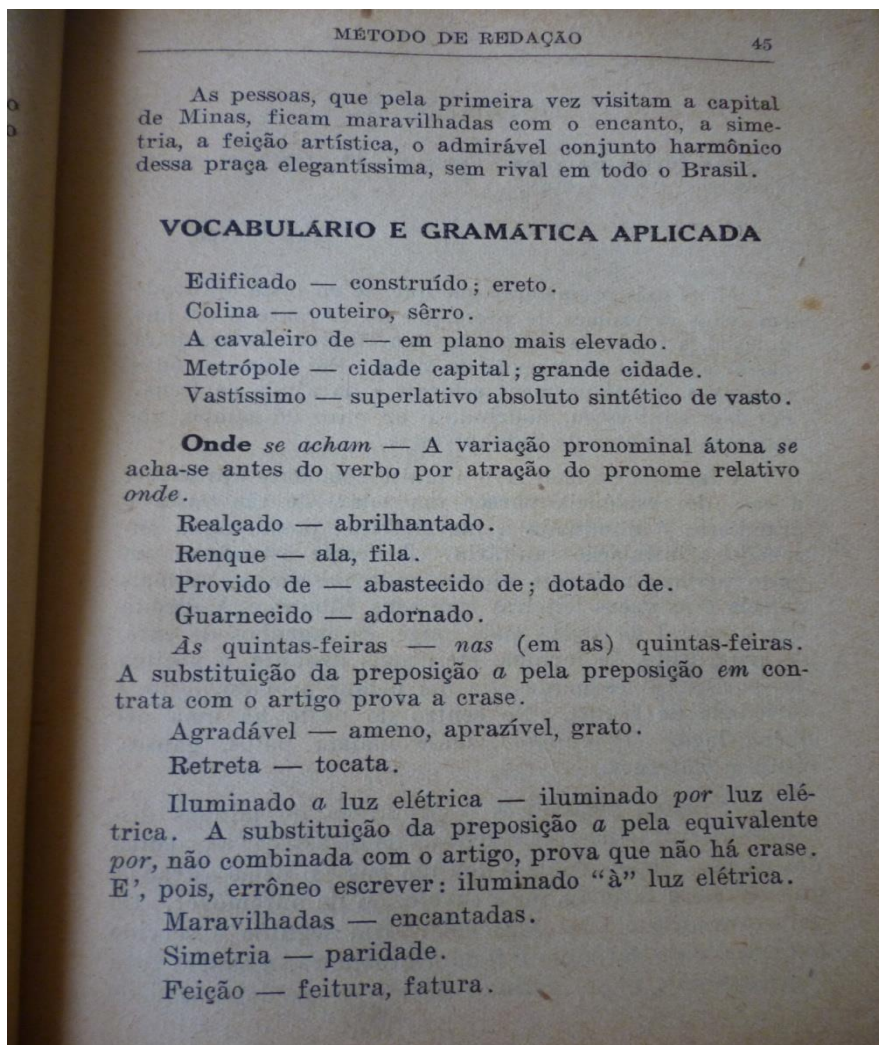 MÉTODO DE REDAÇÃO 45
As pessoas, que pela primeira vez visitam a capital
de Minas, ficam maravilhadas com o encanto, a sime-
tria, a feição artística, o admirável conjunto harmônico
dessa praça elegantíssima, sem rival em todo o Brasil.
VOCABULÁRIO E GRAMÁTICA APLICADA
Edificado — construído; ereto.
Colina — outeiro, sêrro.
A cavaleiro de — em plano mais elevado.
Metrópole — cidade capital; grande cidade.
Vastíssimo — superlativo absoluto sintético de vasto.
Onde se acham — A variação pronominal átona se
acha-se antes do verbo por atração do pronome relativo
onde.
Realçado — abrilhantado.
Renque — ala, fila.
Provido de — abastecido de; dotado de.
Guarnecido — adornado.
Às quintas-feiras — nas (em as) quintas-feiras.
A substituição da preposição a pela preposição em con-
trata com o artigo prova a crase.
Agradável — ameno, aprazível, grato.
Retreta — tocata.
Iluminado a luz elétrica — iluminado por luz elé-
trica. A substituição da preposição a pela equivalente
por, não combinada com o artigo, prova que não há crase.
E', pois, errôneo escrever: iluminado “à” luz elétrica.
Maravilhadas — encantadas.
Simetria — paridade.
Feição — feitura, fatura.